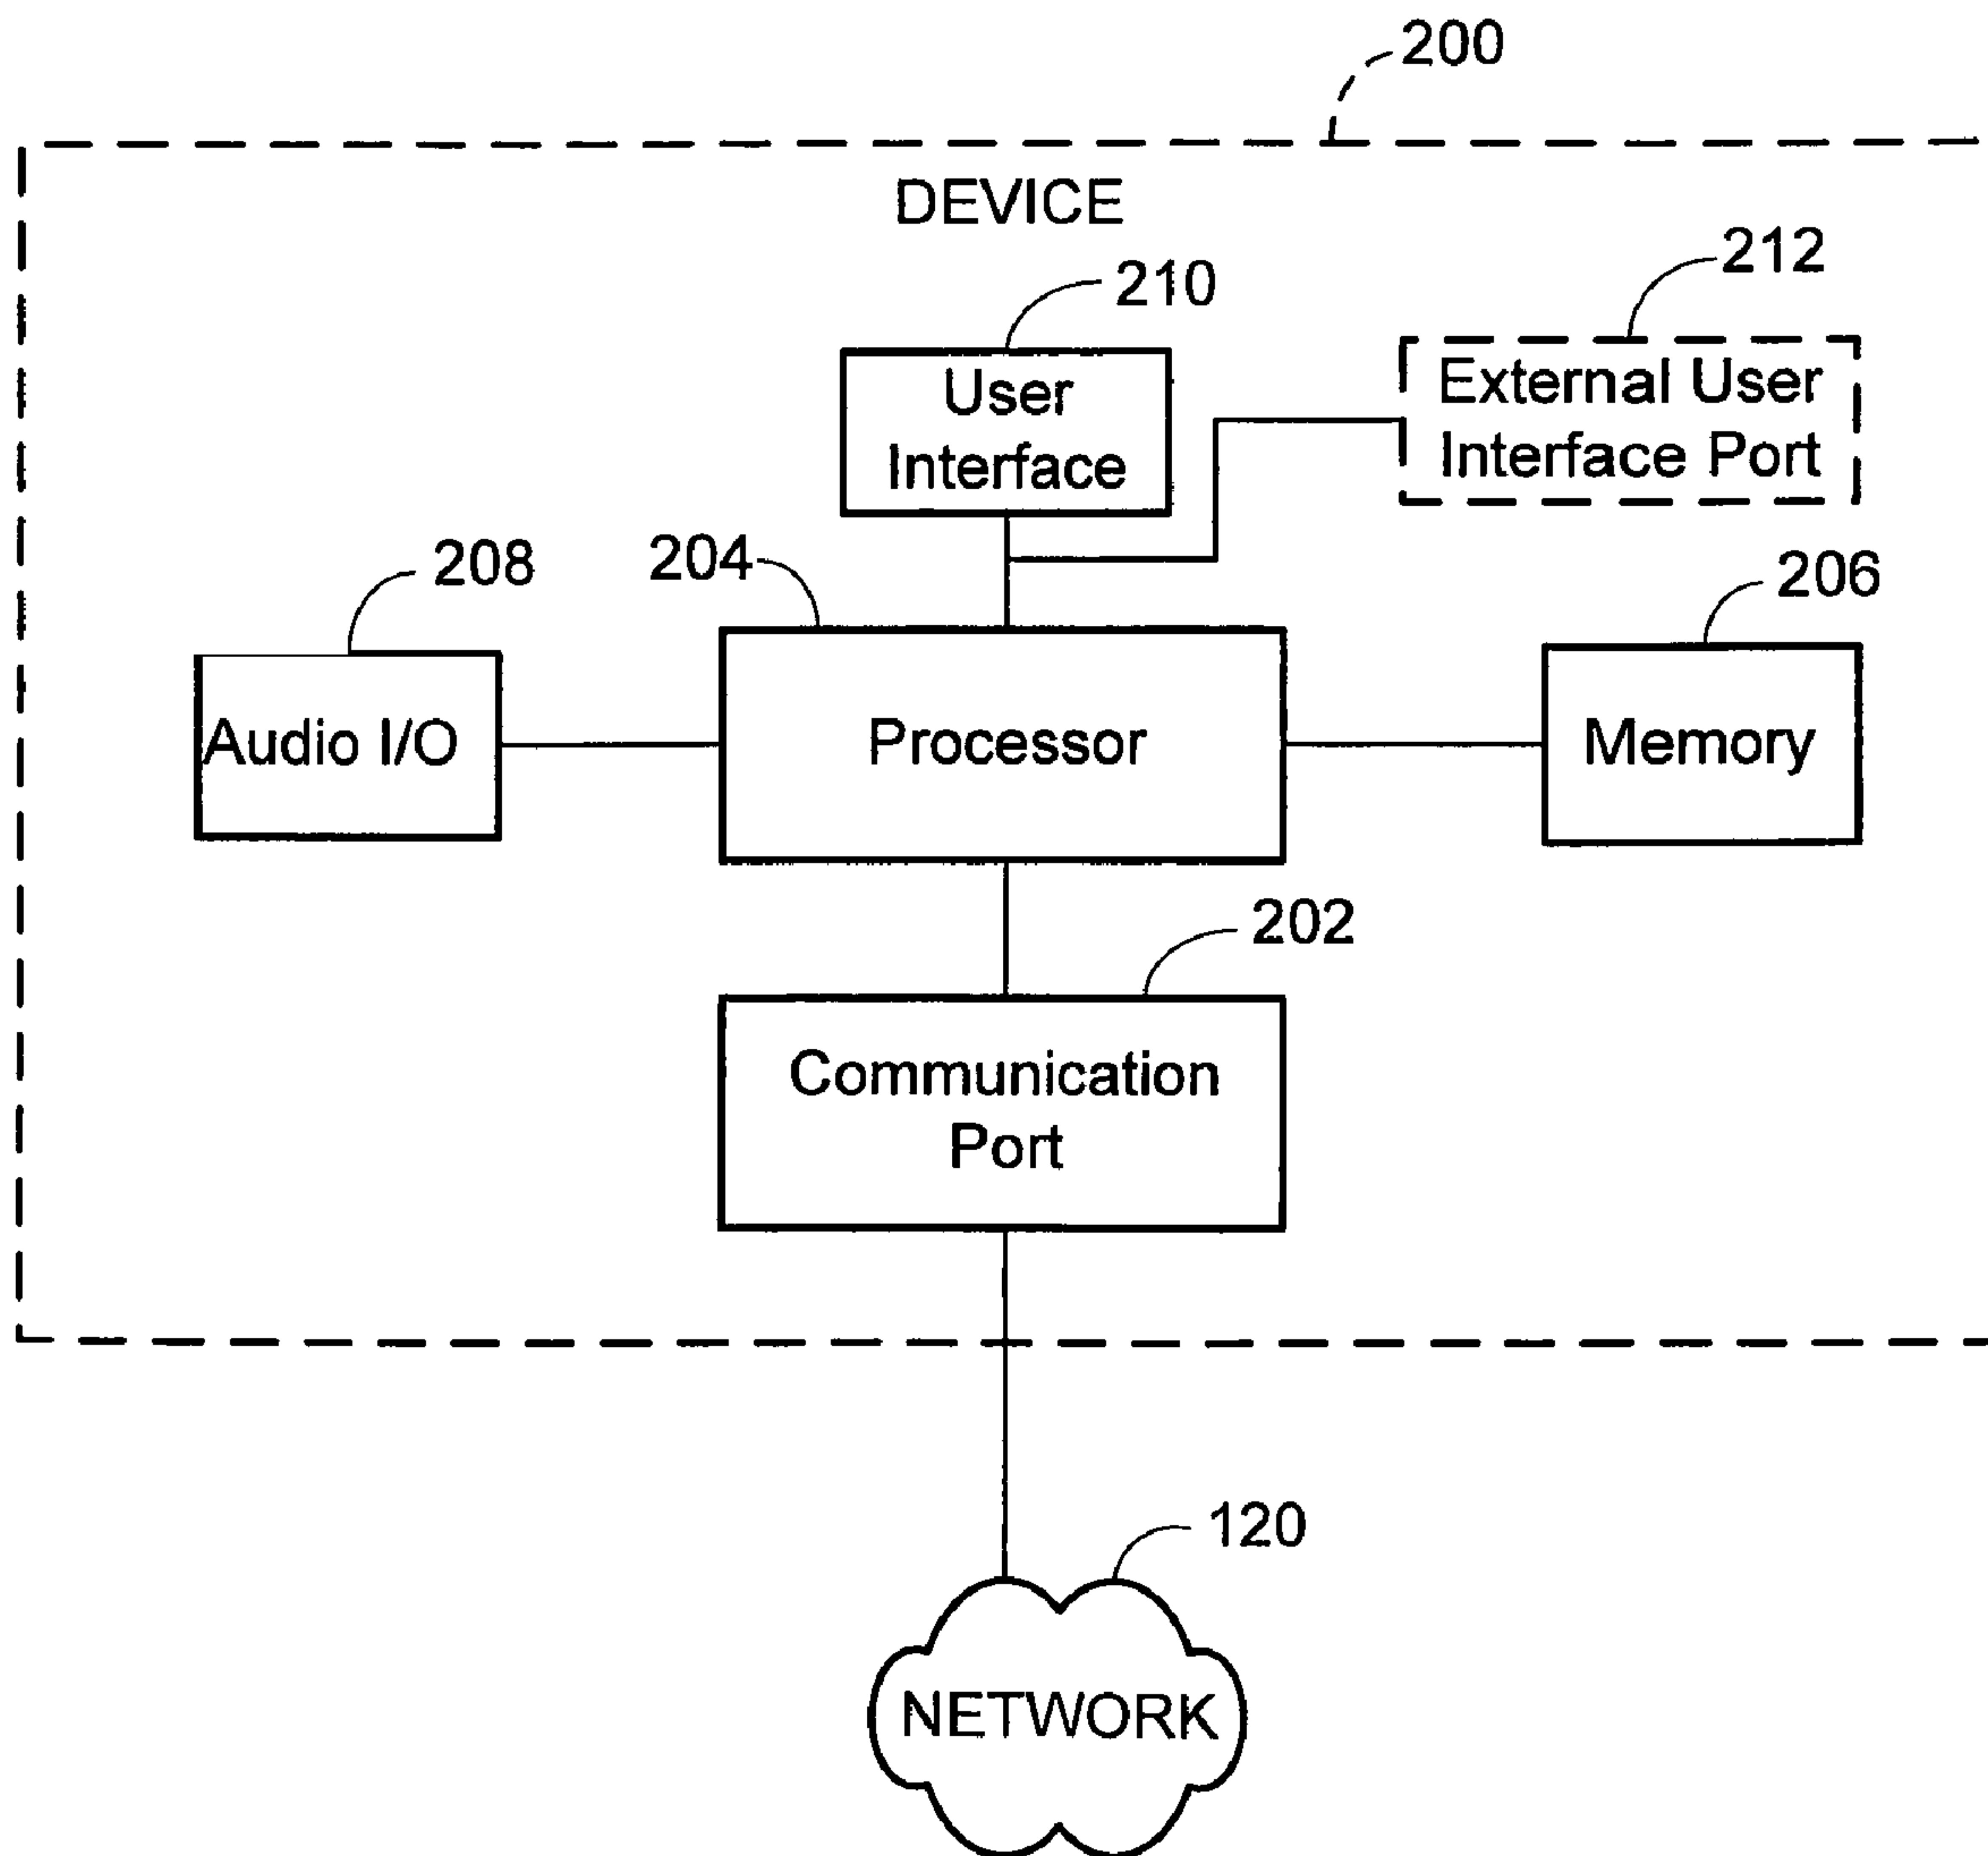 200
DEVICE
212
210
User
Interface
External User
Interface Port
208
204
206
Audio I/O
Processor
Memory
202
Communication
Port
120
NETWORK